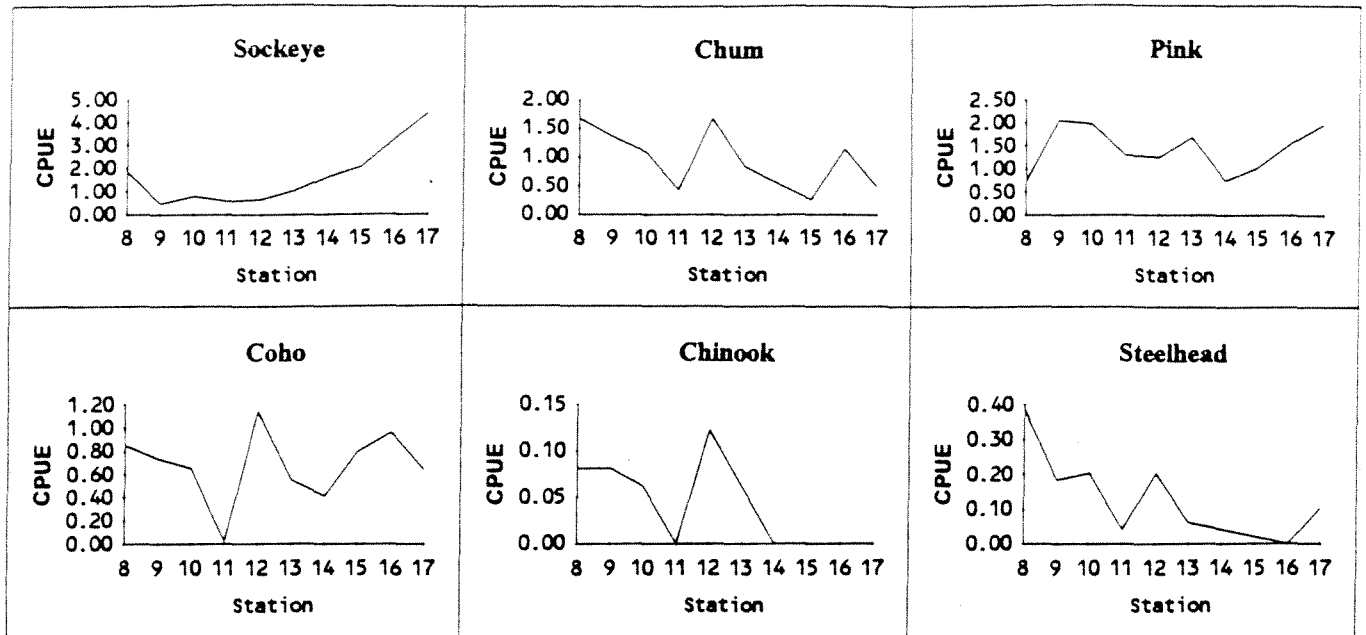 Sockeye
CPUE
5.00
4.00
3.00
2.00
1.00
0.00
8 9 10 11 12 13 14 15 16 17
Station
Chum
CPUE
2.00
1.50
1.00
0.50
0.00
8 9 10 11 12 13 14 15 16 17
Station
Pink
CPUE
2.50
2.00
1.50
1.00
0.50
0.00
8 9 10 11 12 13 14 15 16 17
Station
Coho
CPUE
1.20
1.00
0.80
0.60
0.40
0.20
0.00
8 9 10 11 12 13 14 15 16 17
Station
Chinook
CPUE
0.15
0.10
0.05
0.00
8 9 10 11 12 13 14 15 16 17
Station
Steelhead
CPUE
0.40
0.30
0.20
0.10
0.00
8 9 10 11 12 13 14 15 16 17
Station